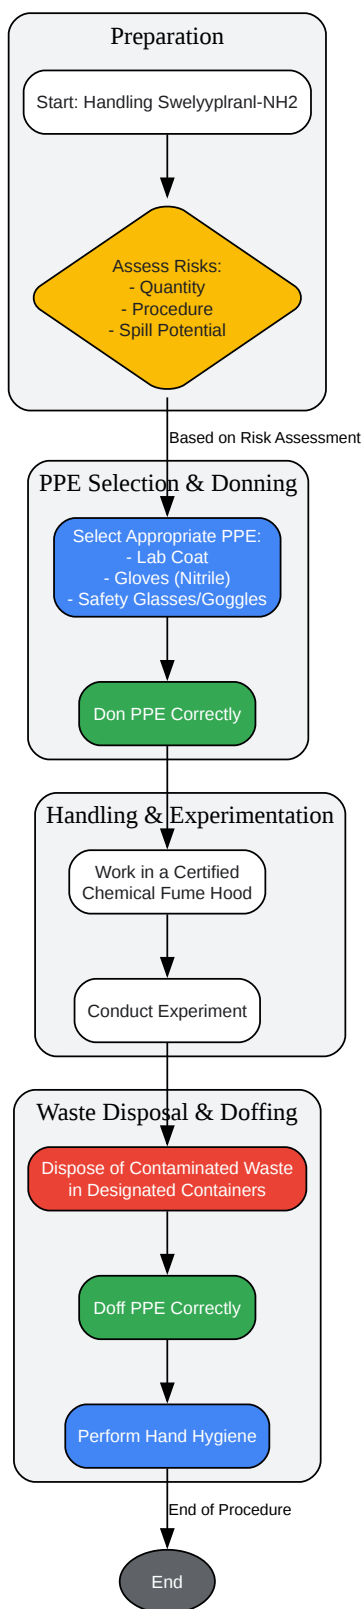 Preparation
Start: Handling Swelyyplranl-NH2
Assess Risks:
- Quantity
- Procedure
- Spill Potential
Based on Risk Assessment
PPE Selection & Donning
Select Appropriate PPE:
- Lab Coat
- Gloves (Nitrile)
- Safety Glasses/Goggles
Don PPE Correctly
Handling & Experimentation
Work in a Certified
Chemical Fume Hood
Conduct Experiment
Waste Disposal & Doffing
Dispose of Contaminated Waste
in Designated Containers
Doff PPE Correctly
Perform Hand Hygiene
End of Procedure
End